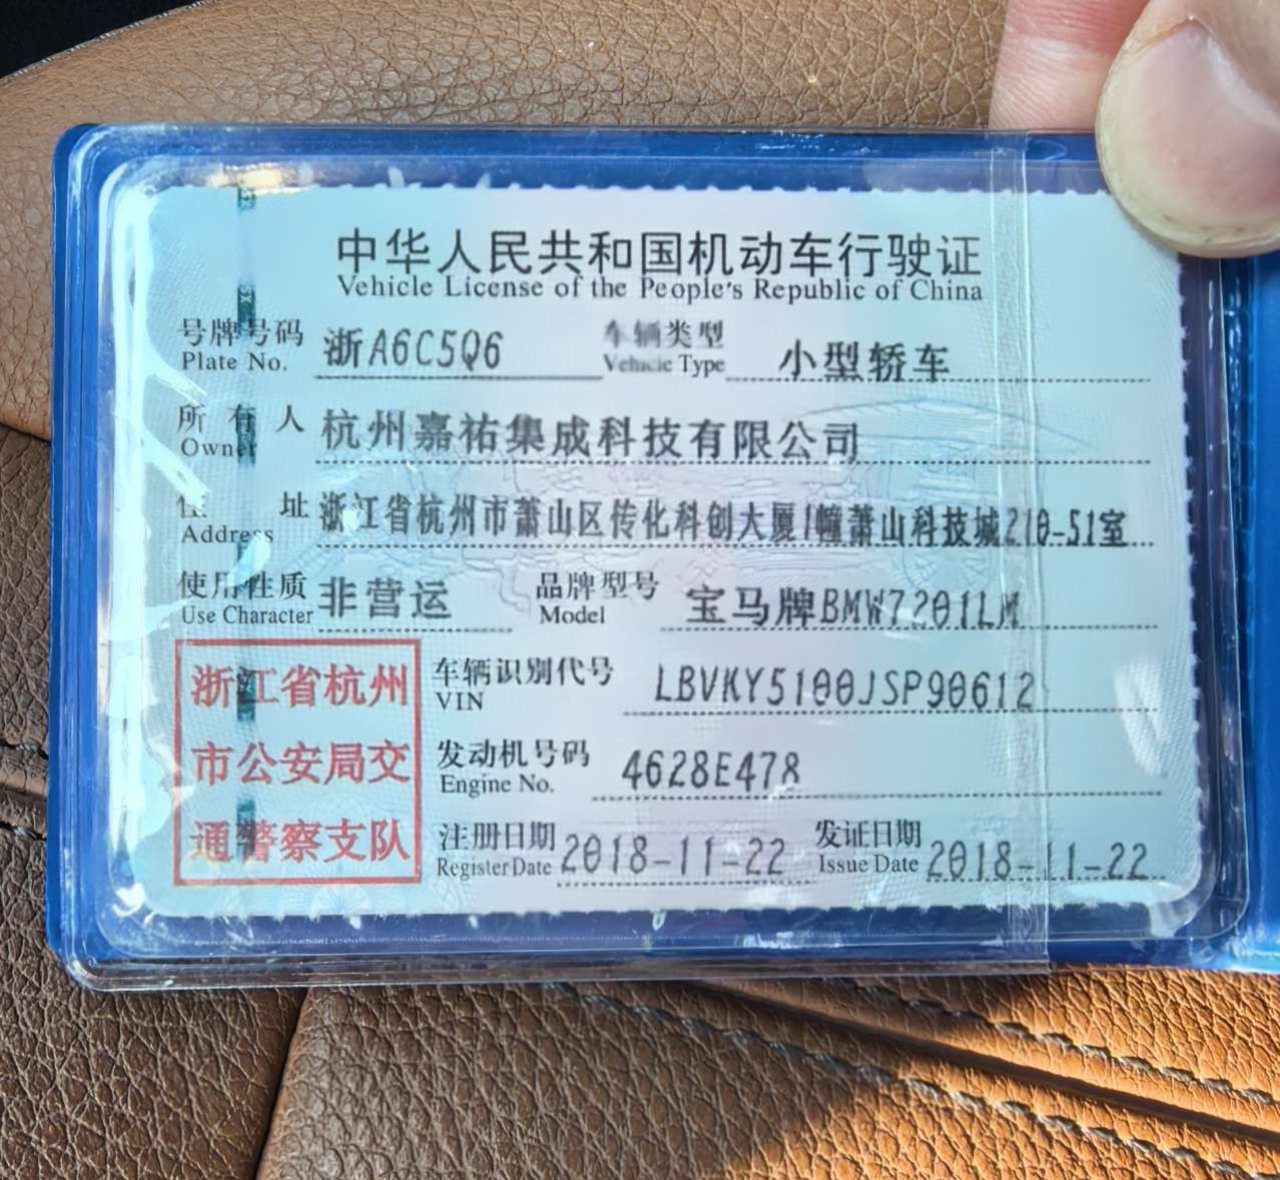 中华人民共和国机动车行驶证
Vehicle License of the People's Republic of China
号牌号码 浙A6C5Q6 车辆类型 小型轿车
Plate No. Vehicle Type
所有人 杭州嘉祐集成科技有限公司
Owner
住址 浙江省杭州市萧山区传化科创大厦1幢萧山科技城210-51室
Address
使用性质 非营运 品牌型号 宝马牌BMW7201LM
Use Character Model
浙江省杭州
市公安局交
通警察支队
车辆识别代号 LBVKY5100JSP90612
VIN
发动机号码 4628E478
Engine No.
注册日期 2018-11-22 发证日期 2018-11-22
Register Date Issue Date